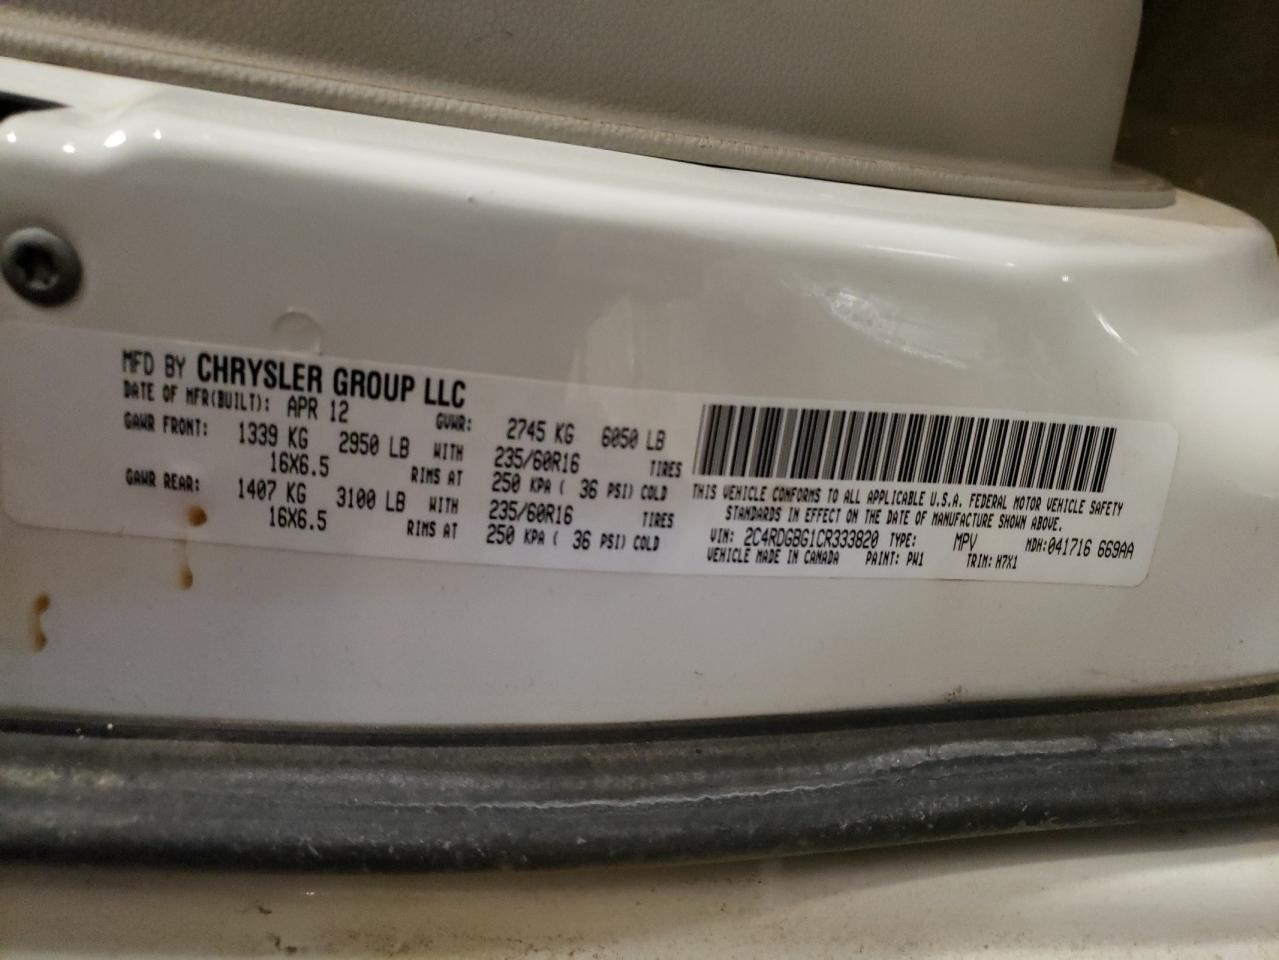 MFD BY CHRYSLER GROUP LLC
DATE OF MFR(BUILT): APR 12 GVWR: 2745 KG 6050 LB
GAWR FRONT: 1339 KG 2950 LB WITH 235/60R16 TIRES
16X6.5 RIMS AT 250 KPA ( 36 PSI) COLD
GAWR REAR: 1407 KG 3100 LB WITH 235/60R16 TIRES
16X6.5 RIMS AT 250 KPA ( 36 PSI) COLD
THIS VEHICLE CONFORMS TO ALL APPLICABLE U.S.A. FEDERAL MOTOR VEHICLE SAFETY
STANDARDS IN EFFECT ON THE DATE OF MANUFACTURE SHOWN ABOVE.
VIN: 2C4RDGBG1CR333820 TYPE: MPV MDH:041716 669AA
VEHICLE MADE IN CANADA PAINT: PW1 TRIM: H7X1